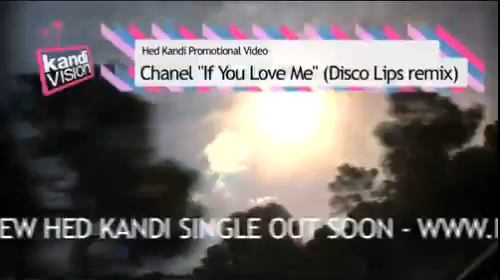 kandi
VISION
Hed Kandi Promotional Video
Chanel "If You Love Me" (Disco Lips remix)
EW HED KANDI SINGLE OUT SOON - WWW.